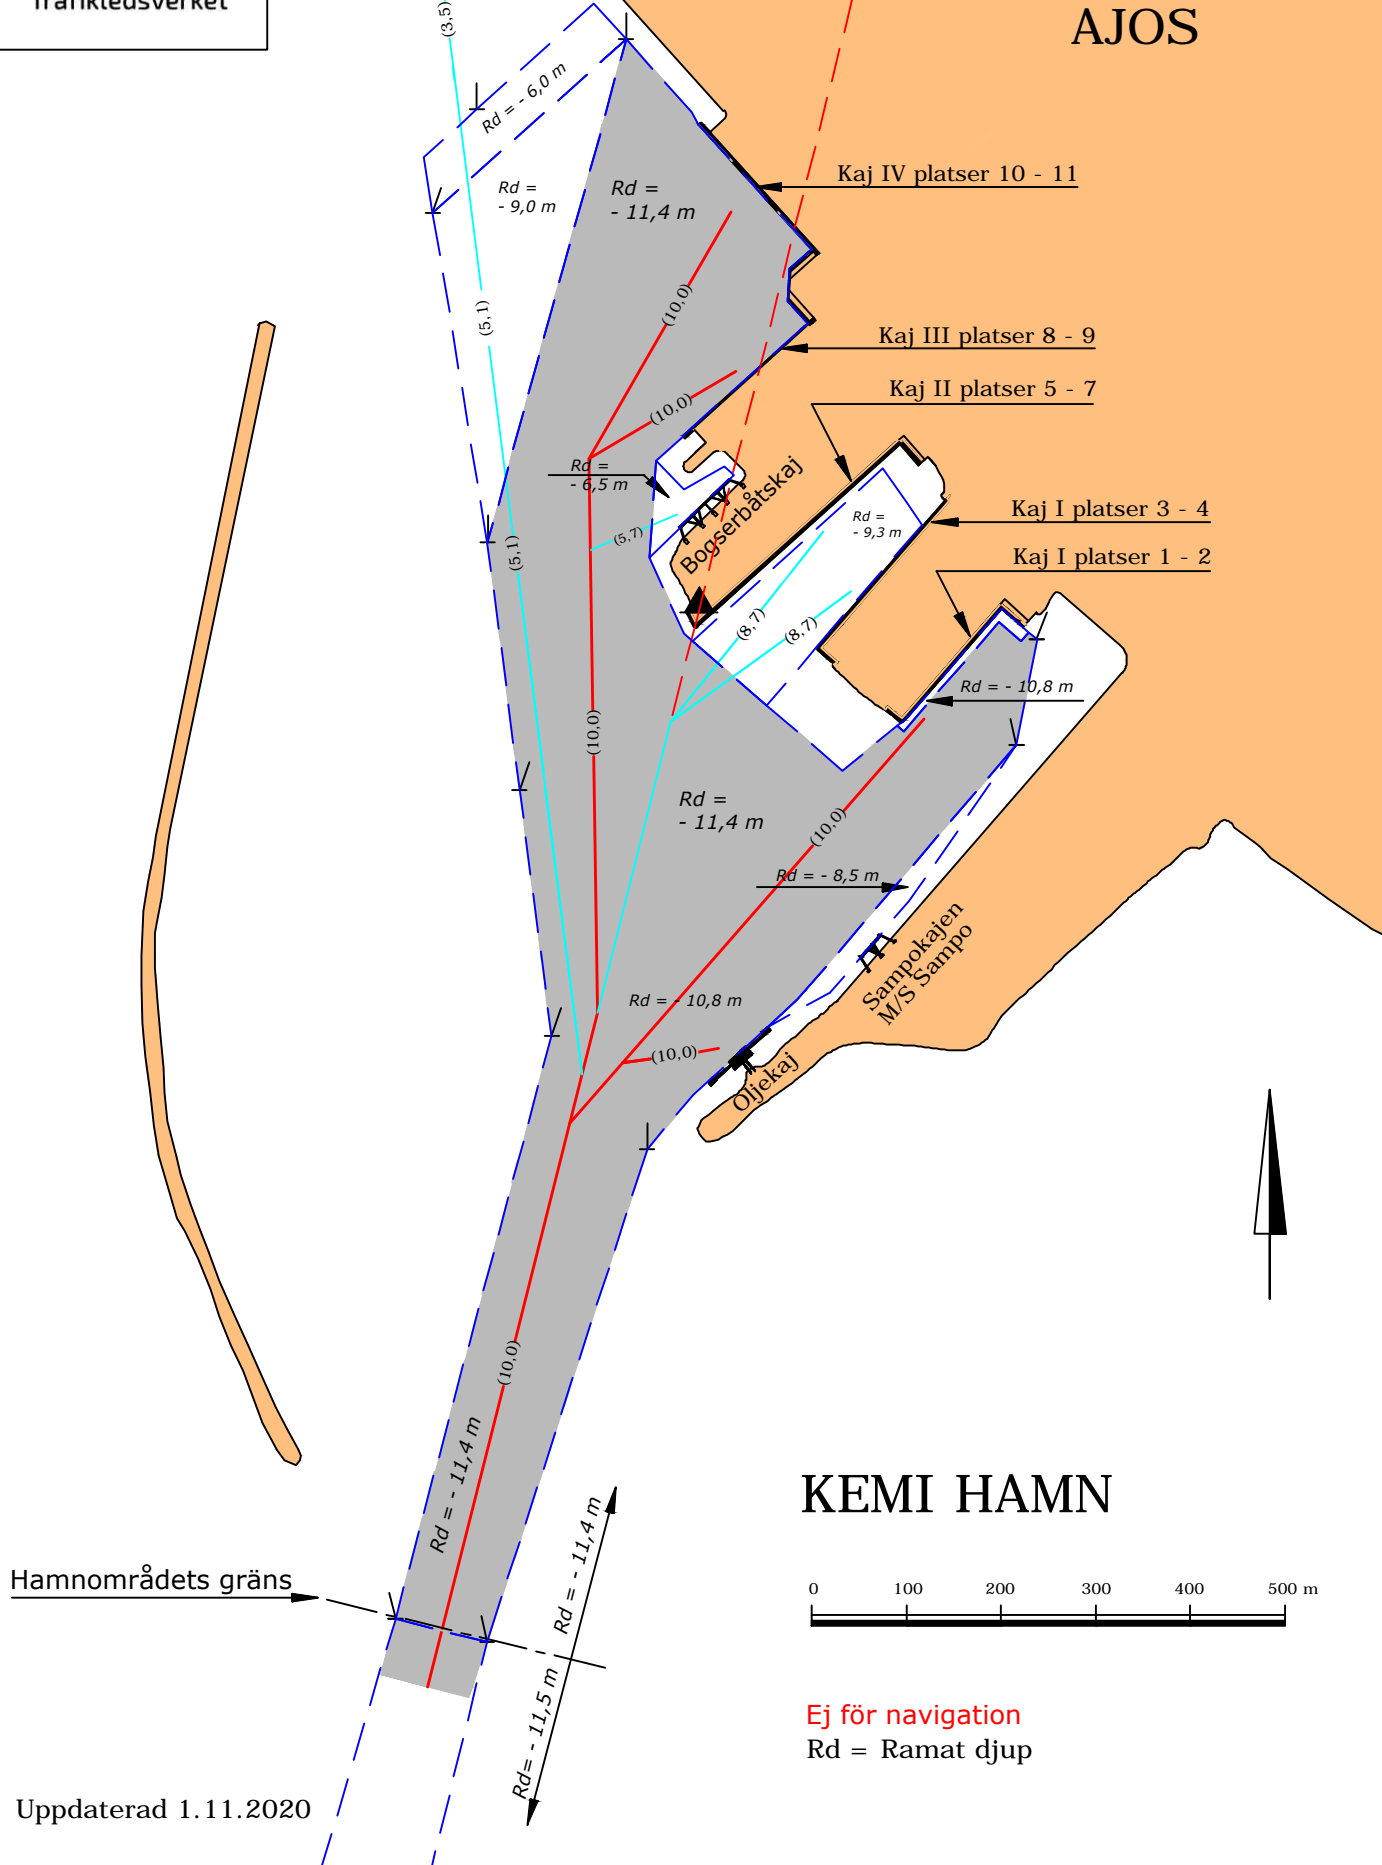 Trafikledsverket
AJOS
(3,5)
Rd = - 6,0 m
Kaj IV platser 10 - 11
Rd =
- 9,0 m
Rd =
- 11,4 m
(10,0)
(5,1)
Kaj III platser 8 - 9
Kaj II platser 5 - 7
(10,0)
Rd =
- 6,5 m
Bogserbåtskaj
Rd =
- 9,3 m
Kaj I platser 3 - 4
(5,7)
(5,1)
Kaj I platser 1 - 2
(8,7)
(8,7)
Rd = - 10,8 m
(10,0)
Rd =
- 11,4 m
(10,0)
Rd = - 8,5 m
Sampokajen
M/S Sampo
Rd = - 10,8 m
(10,0)
Oljekaj
(10,0)
Rd = - 11,4 m
KEMI HAMN
Rd = - 11,4 m
Hamnområdets gräns
0 100 200 300 400 500 m
Rd= - 11,5 m
Ej för navigation
Rd = Ramat djup
Uppdaterad 1.11.2020